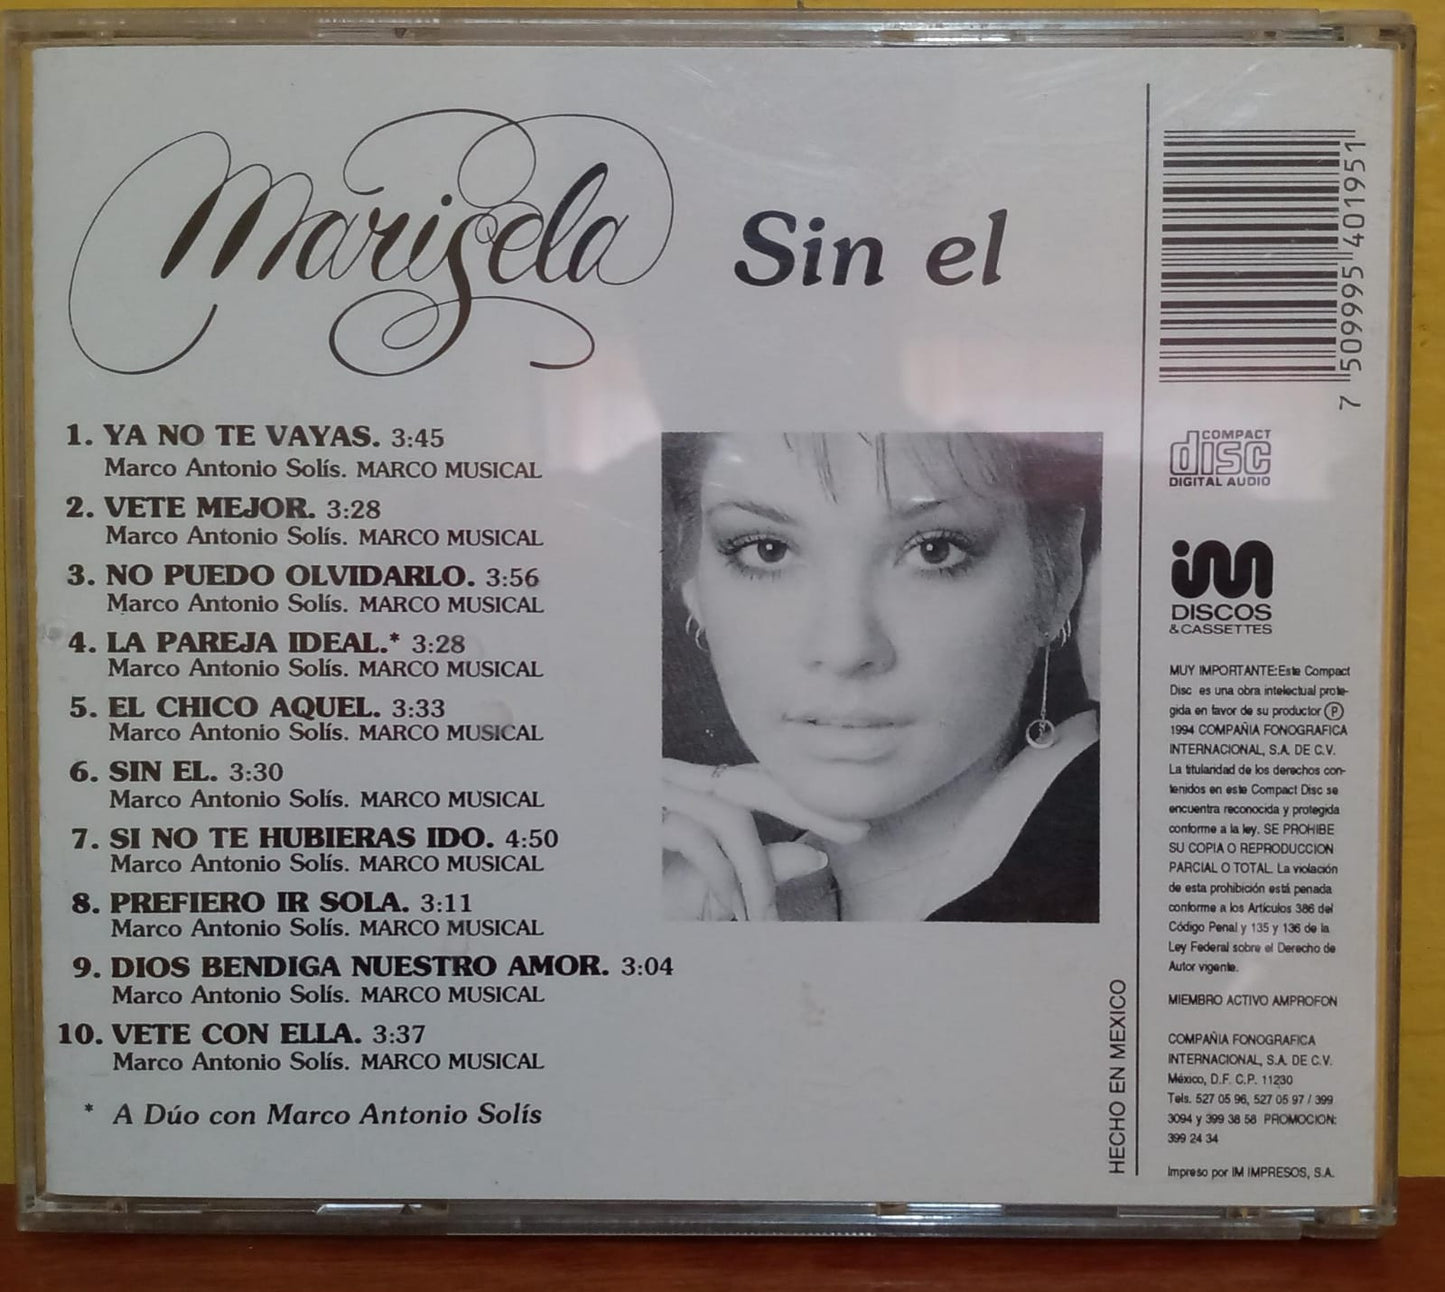 Marisela
Sin el
1. YA NO TE VAYAS. 3:45
Marco Antonio Solís. MARCO MUSICAL
2. VETE MEJOR. 3:28
Marco Antonio Solís. MARCO MUSICAL
3. NO PUEDO OLVIDARLO. 3:56
Marco Antonio Solís. MARCO MUSICAL
4. LA PAREJA IDEAL.* 3:28
Marco Antonio Solís. MARCO MUSICAL
5. EL CHICO AQUEL. 3:33
Marco Antonio Solís. MARCO MUSICAL
6. SIN EL. 3:30
Marco Antonio Solís. MARCO MUSICAL
7. SI NO TE HUBIERAS IDO. 4:50
Marco Antonio Solís. MARCO MUSICAL
8. PREFIERO IR SOLA. 3:11
Marco Antonio Solís. MARCO MUSICAL
9. DIOS BENDIGA NUESTRO AMOR. 3:04
Marco Antonio Solís. MARCO MUSICAL
10. VETE CON ELLA. 3:37
Marco Antonio Solís. MARCO MUSICAL
* A Dúo con Marco Antonio Solís
HECHO EN MEXICO
7 509995 401951
COMPACT
disc
DIGITAL AUDIO
im
DISCOS
& CASSETTES
MUY IMPORTANTE:Este Compact
Disc es una obra intelectual prote-
gida en favor de su productor Ⓟ
1994 COMPAÑIA FONOGRAFICA
INTERNACIONAL, S.A. DE C.V.
La titularidad de los derechos con-
tenidos en este Compact Disc se
encuentra reconocida y protegida
conforme a la ley. SE PROHIBE
SU COPIA O REPRODUCCION
PARCIAL O TOTAL. La violación
de esta prohibición está penada
conforme a los Artículos 386 del
Código Penal y 135 y 136 de la
Ley Federal sobre el Derecho de
Autor vigente.
MIEMBRO ACTIVO AMPROFON
COMPAÑIA FONOGRAFICA
INTERNACIONAL, S.A. DE C.V.
México, D.F. C.P. 11230
Tels. 527 05 96, 527 05 97 / 399
3094 y 399 38 58 PROMOCION:
399 24 34
Impreso por IM IMPRESOS, S.A.